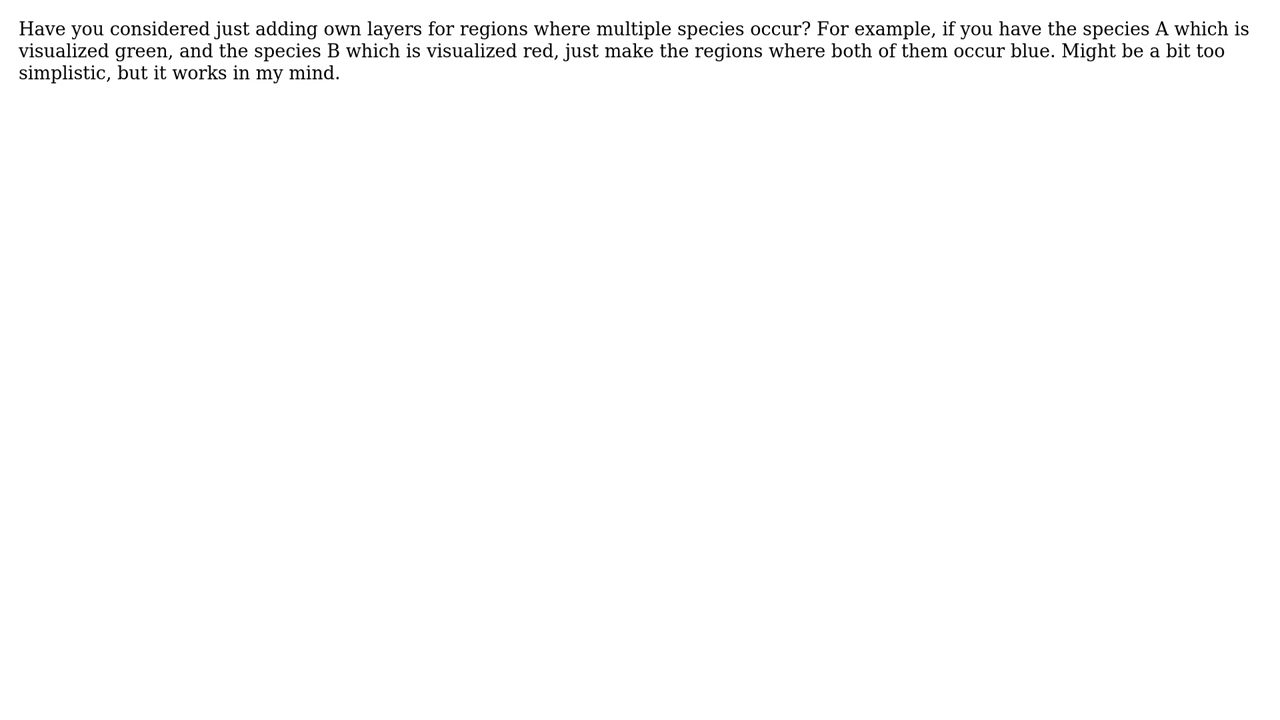 Have you considered just adding own layers for regions where multiple species occur? For example, if you have the species A which is
visualized green, and the species B which is visualized red, just make the regions where both of them occur blue. Might be a bit too
simplistic, but it works in my mind.